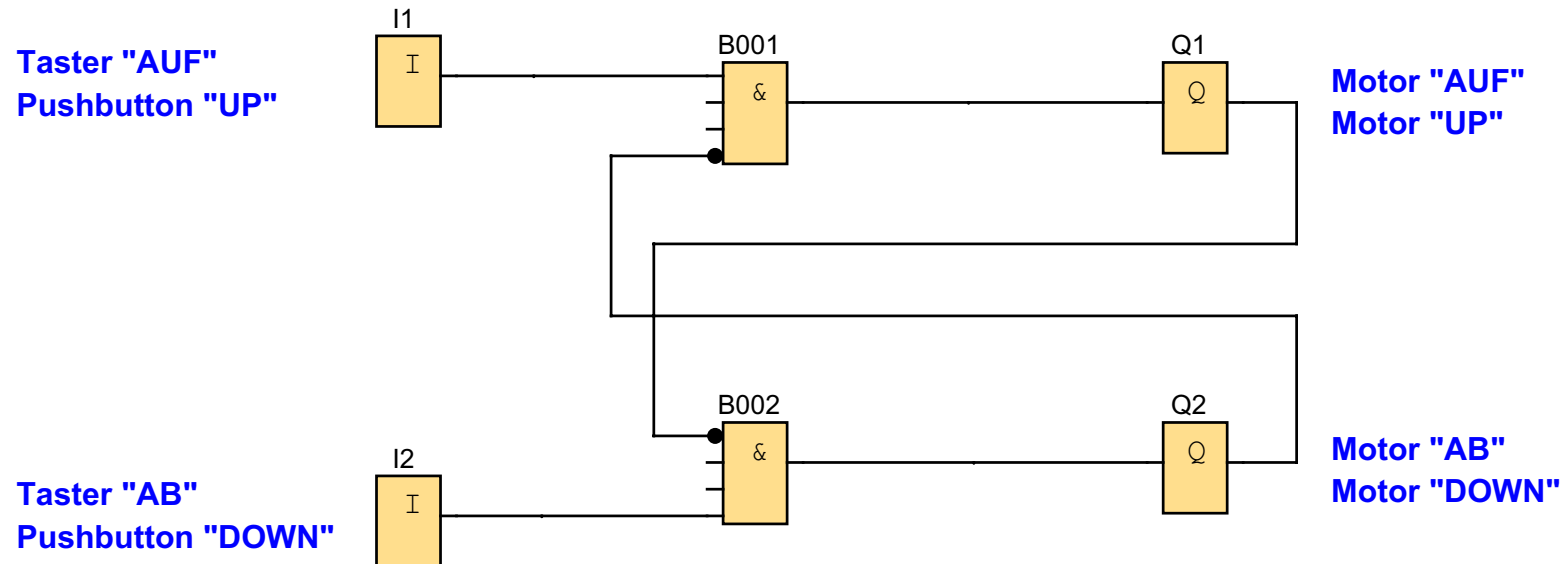 I1
Taster "AUF"
Pushbutton "UP"
I
B001
&
Q1
Q
Motor "AUF"
Motor "UP"
I2
Taster "AB"
Pushbutton "DOWN"
I
B002
&
Q2
Q
Motor "AB"
Motor "DOWN"